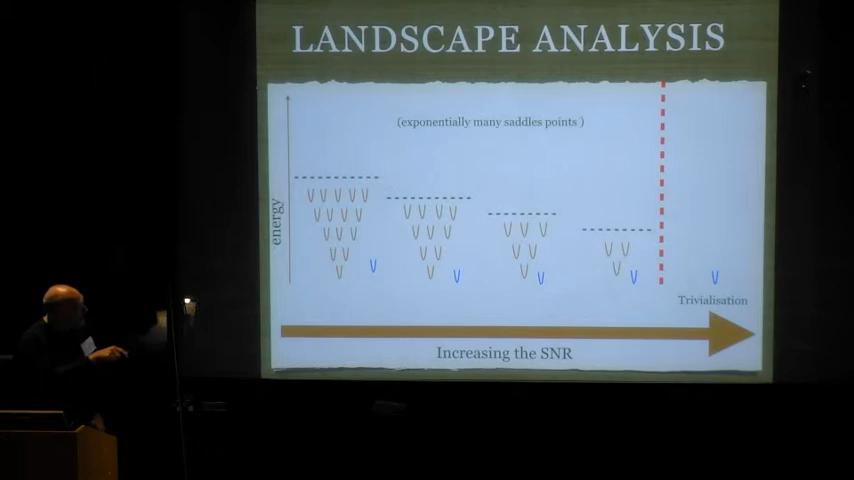 LANDSCAPE ANALYSIS
(exponentially many saddles points )
energy
Trivialisation
Increasing the SNR